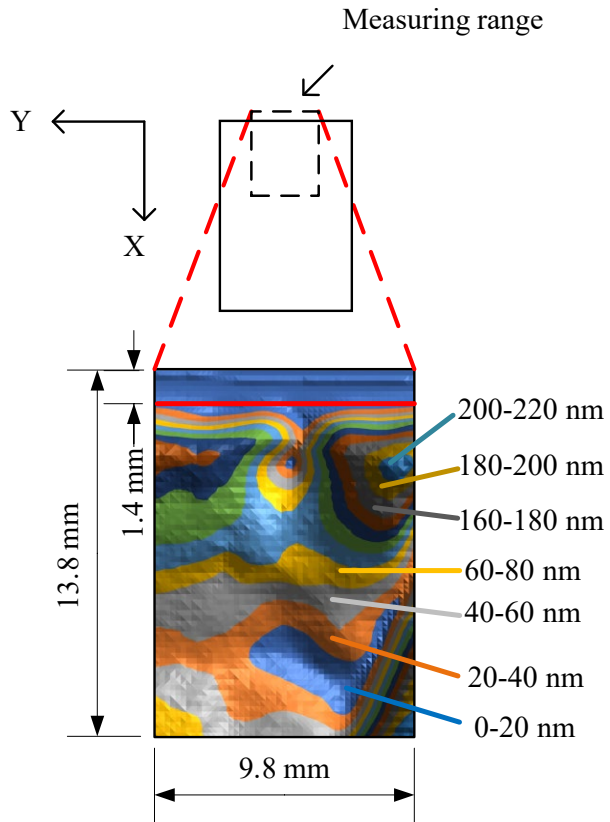 Measuring range
Y
X
200-220 nm
180-200 nm
160-180 nm
60-80 nm
40-60 nm
20-40 nm
0-20 nm
1.4 mm
13.8 mm
9.8 mm